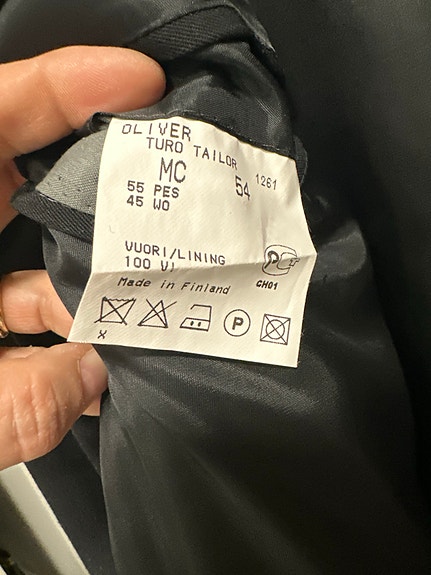 OLIVER
TURO TAILOR
MC 54 1261
55 PES
45 WO
VUORI/LINING
100 VI
Made in Finland
CH01
P
X